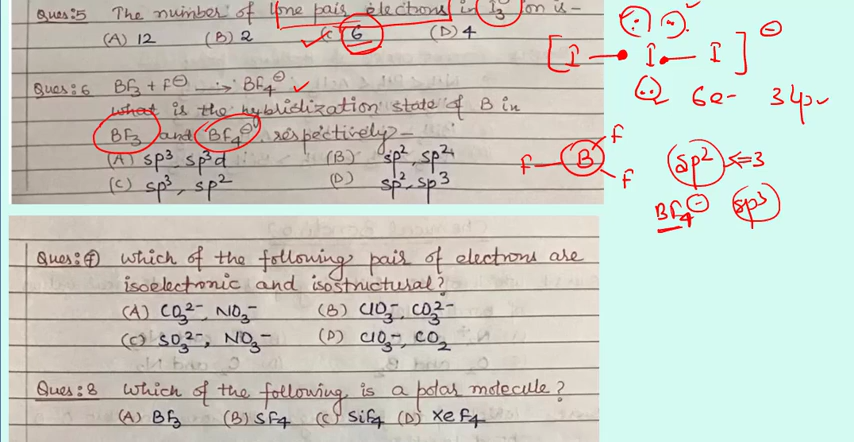 Ques:5 The number of lone pair electrons in I3⁻ ion is-
(A) 12 (B) 2 (C) 6 (D) 4
[I — I — I]⊖
6e- 3lp
Ques:6 BF3 + f⊖ → BF4⊖
what is the hybridization state of B in
BF3 and BF4⊖ respectively-
(A) sp³, sp³d (B) sp², sp²
(C) sp³, sp² (D) sp², sp³
f B f f
sp² <= 3
BF4⊖ sp³
Ques:⑦ which of the following pair of electrons are
isoelectronic and isostructural?
(A) CO3²⁻, NO3⁻ (B) ClO3⁻, CO3²⁻
(C) SO3²⁻, NO3⁻ (D) ClO3⁻, CO2
Ques:8 Which of the following is a polar molecule?
(A) BF3 (B) SF4 (C) SiF4 (D) XeF4